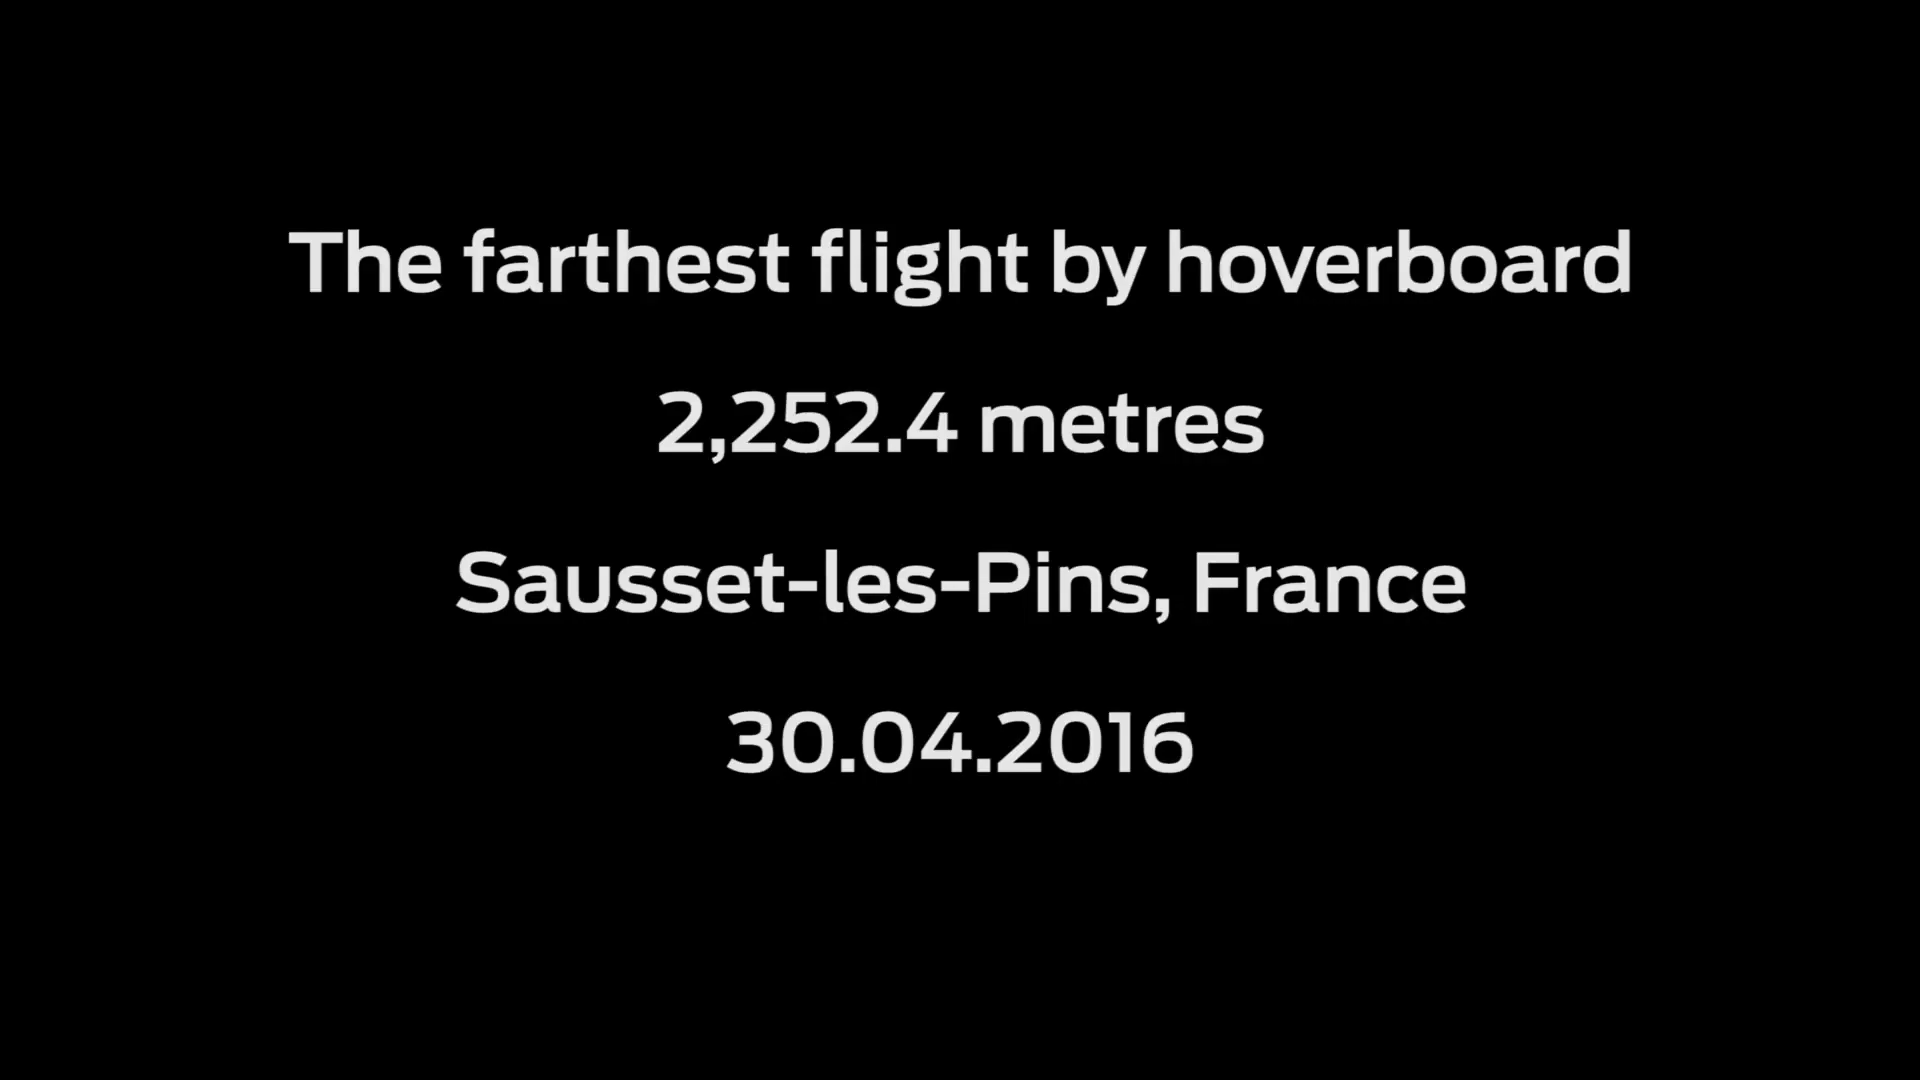 The farthest flight by hoverboard
2,252.4 metres
Sausset-les-Pins, France
30.04.2016